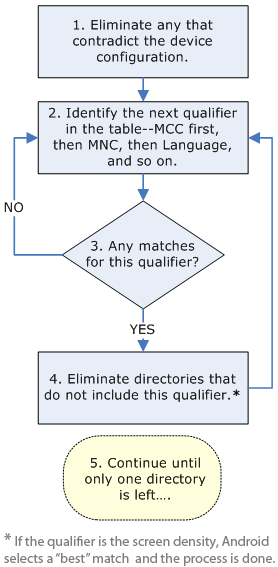 1. Eliminate any that
contradict the device
configuration.
2. Identify the next qualifier
in the table--MCC first,
then MNC, then Language,
and so on.
NO
3. Any matches
for this qualifier?
YES
4. Eliminate directories that
do not include this qualifier.*
5. Continue until
only one directory
is left....
* If the qualifier is the screen density, Android
selects a “best” match and the process is done.